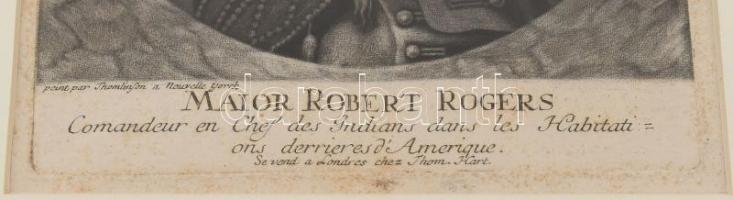 peint par Thomlinson a Nouvelle Yorck
MAIOR ROBERT ROGERS
Comandeur en Chef des Indians dans les Habitati=
ons derrieres d'Amerique.
Se vend a Londres chez Thom. Hart.
darabanth